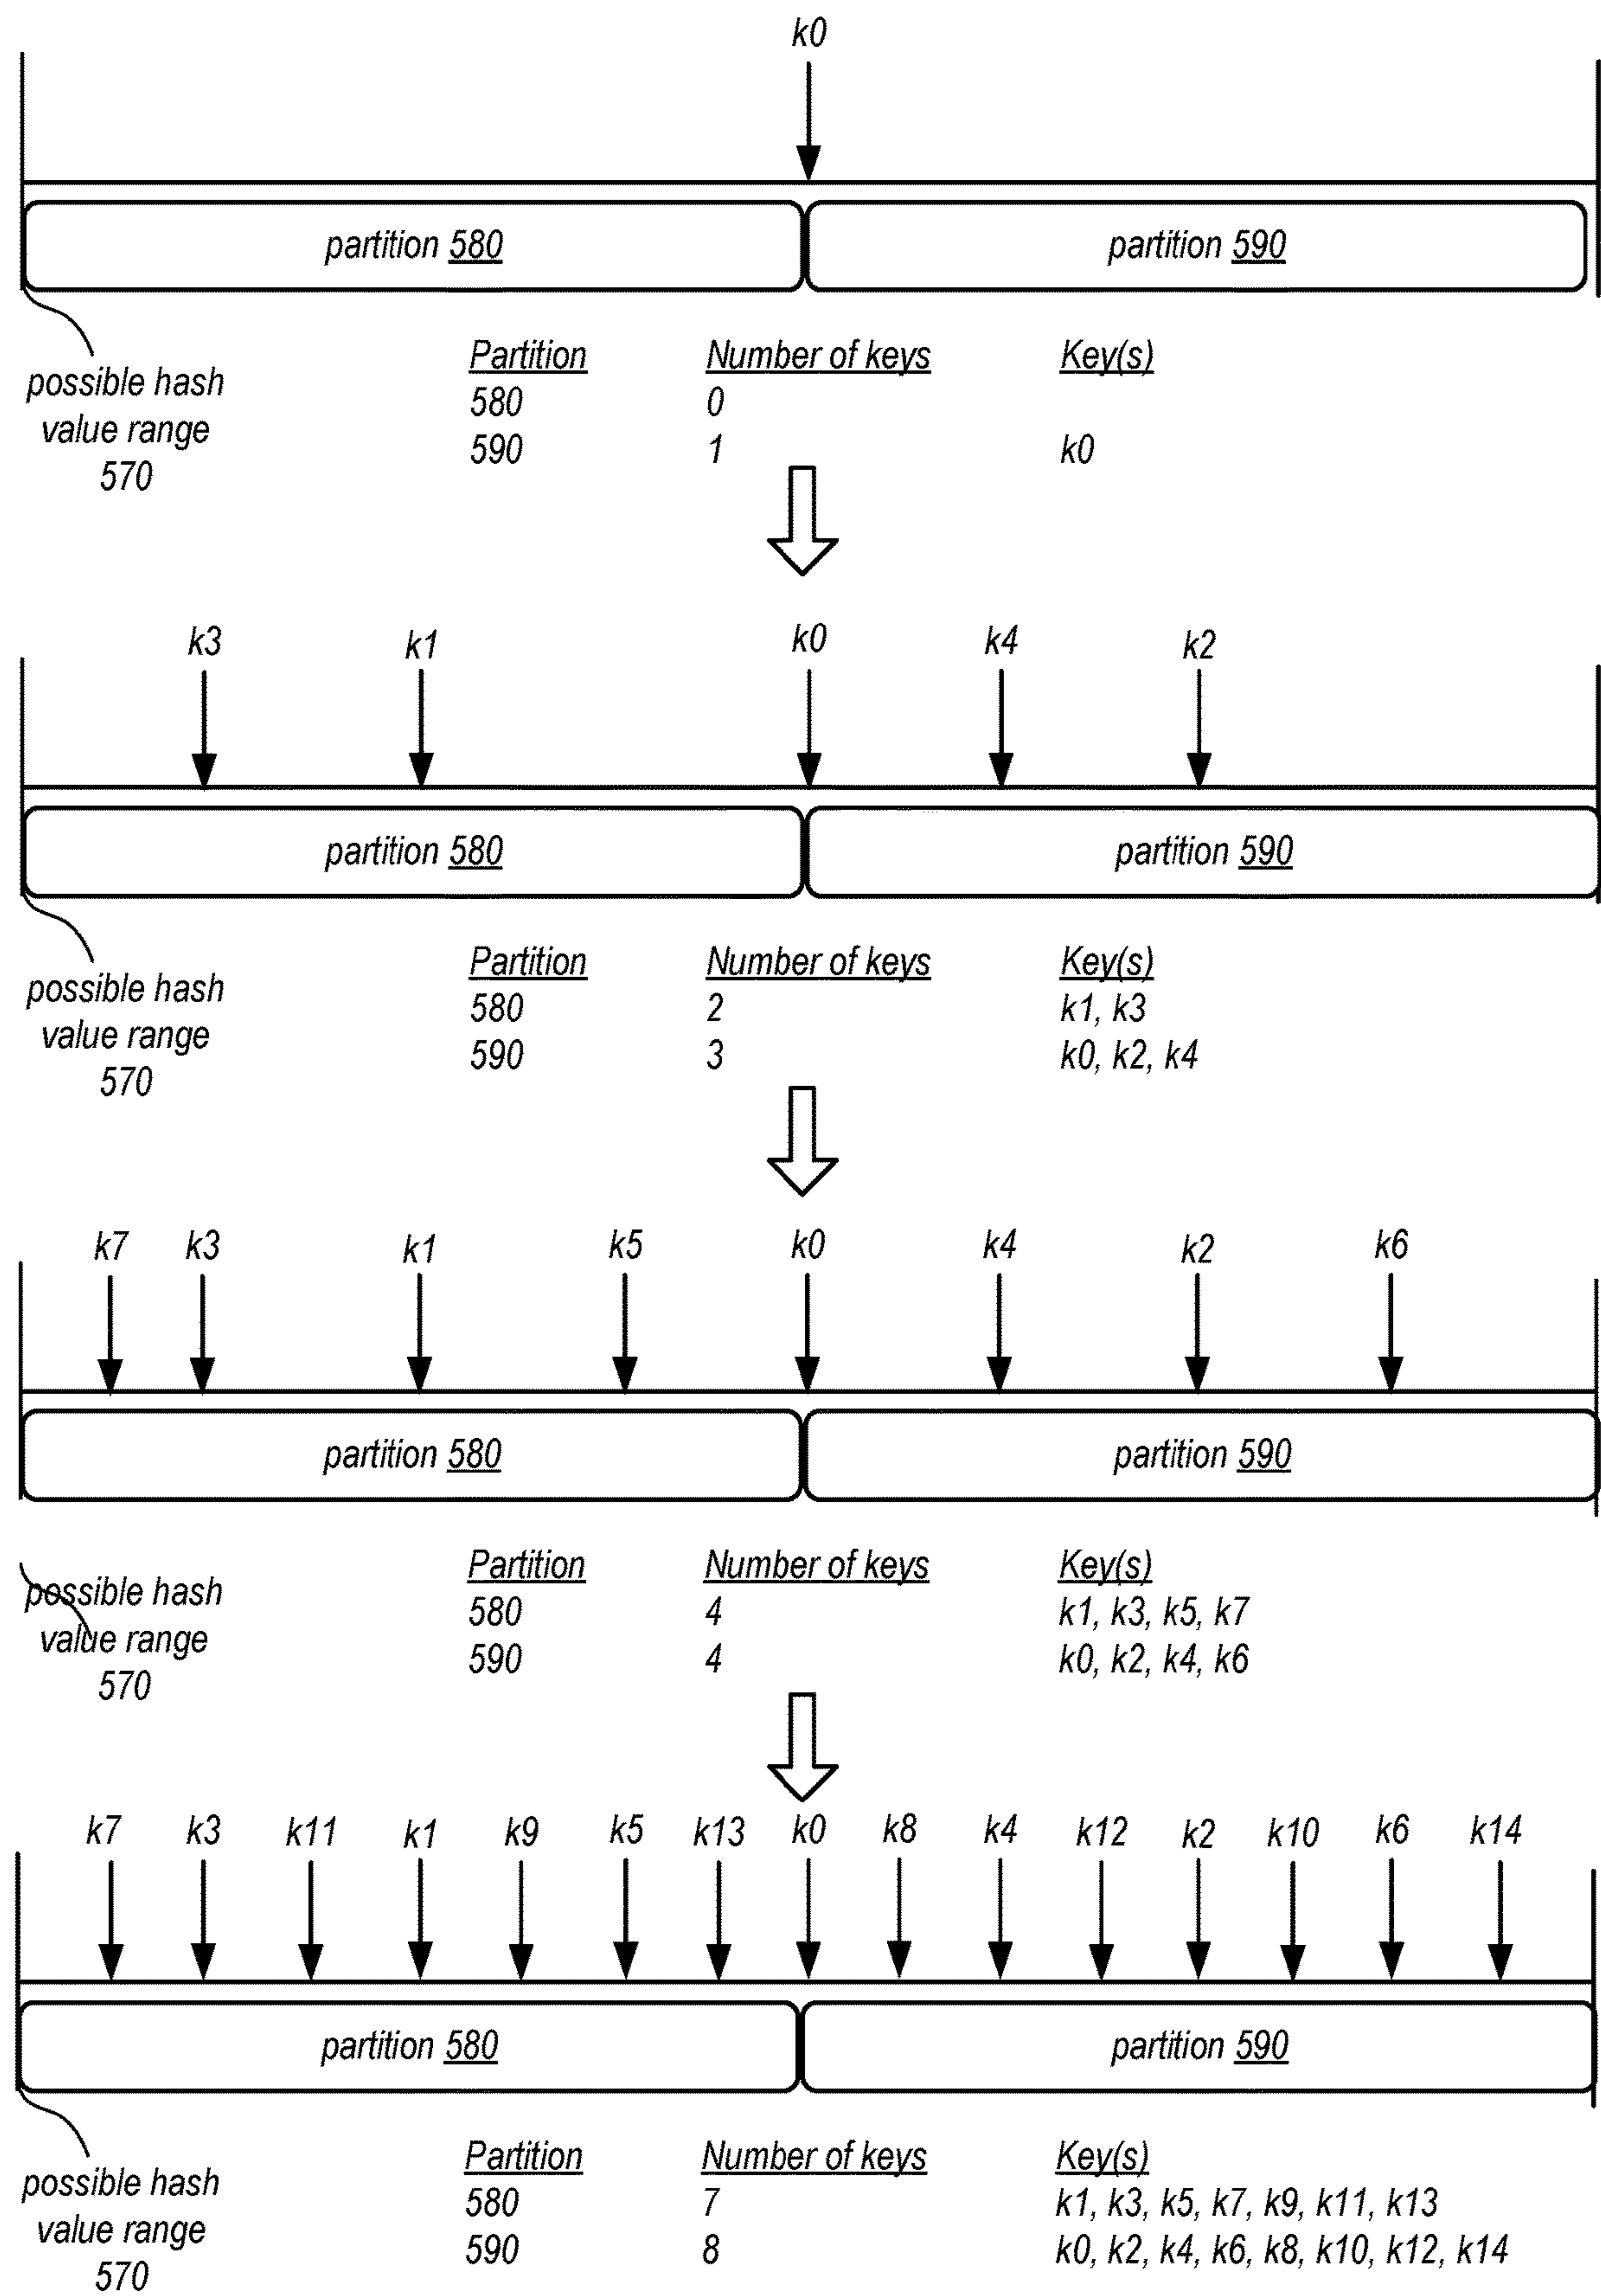 k0
partition 580 partition 590
possible hash
value range
570
Partition Number of keys Key(s)
580 0
590 1 k0
k3 k1 k0 k4 k2
partition 580 partition 590
possible hash
value range
570
Partition Number of keys Key(s)
580 2 k1, k3
590 3 k0, k2, k4
k7 k3 k1 k5 k0 k4 k2 k6
partition 580 partition 590
possible hash
value range
570
Partition Number of keys Key(s)
580 4 k1, k3, k5, k7
590 4 k0, k2, k4, k6
k7 k3 k11 k1 k9 k5 k13 k0 k8 k4 k12 k2 k10 k6 k14
partition 580 partition 590
possible hash
value range
570
Partition Number of keys Key(s)
580 7 k1, k3, k5, k7, k9, k11, k13
590 8 k0, k2, k4, k6, k8, k10, k12, k14